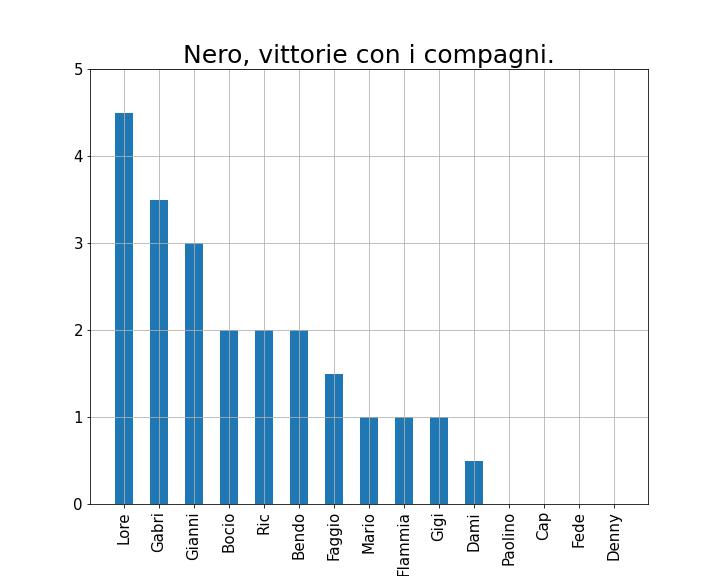 Nero, vittorie con i compagni.
5
4
3
2
1
0
Lore
Gabri
Gianni
Bocio
Ric
Bendo
Faggio
Mario
Flammia
Gigi
Dami
Paolino
Cap
Fede
Denny